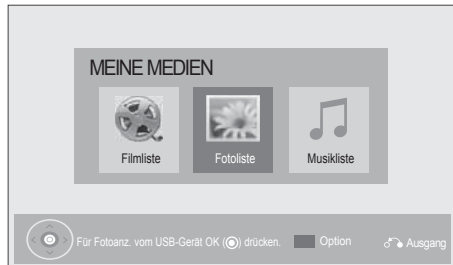 MEINE MEDIEN
Filmliste
Fotoliste
Musikliste
Für Fotoanz. vom USB-Gerät OK (◉) drücken. Option Ausgang